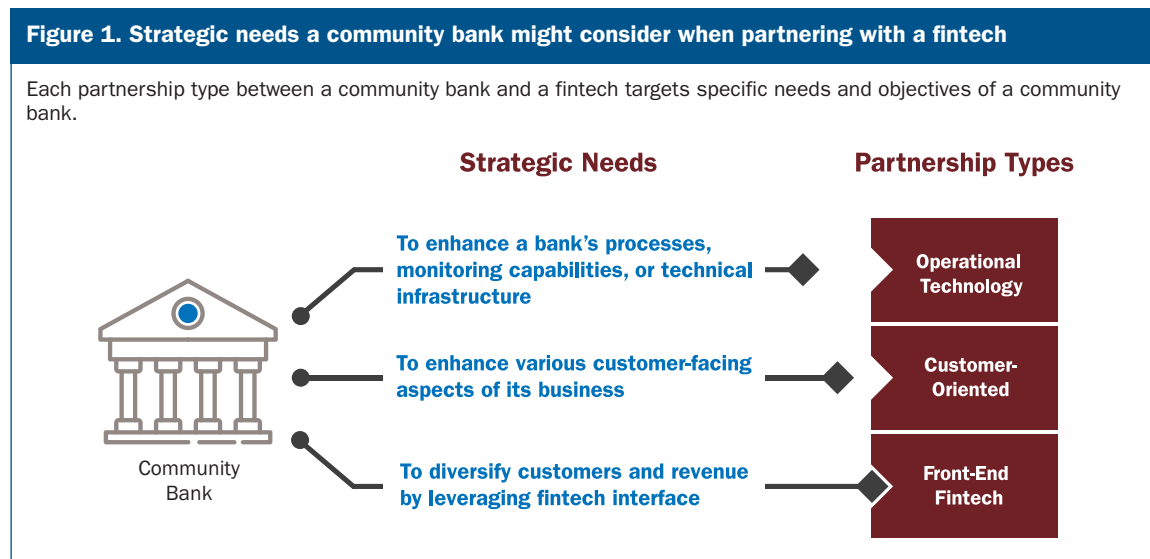 Figure 1. Strategic needs a community bank might consider when partnering with a fintech
Each partnership type between a community bank and a fintech targets specific needs and objectives of a community
bank.
Strategic Needs
Partnership Types
To enhance a bank’s processes,
monitoring capabilities, or technical
infrastructure
Operational
Technology
To enhance various customer-facing
aspects of its business
Customer-
Oriented
Community
Bank
To diversify customers and revenue
by leveraging fintech interface
Front-End
Fintech